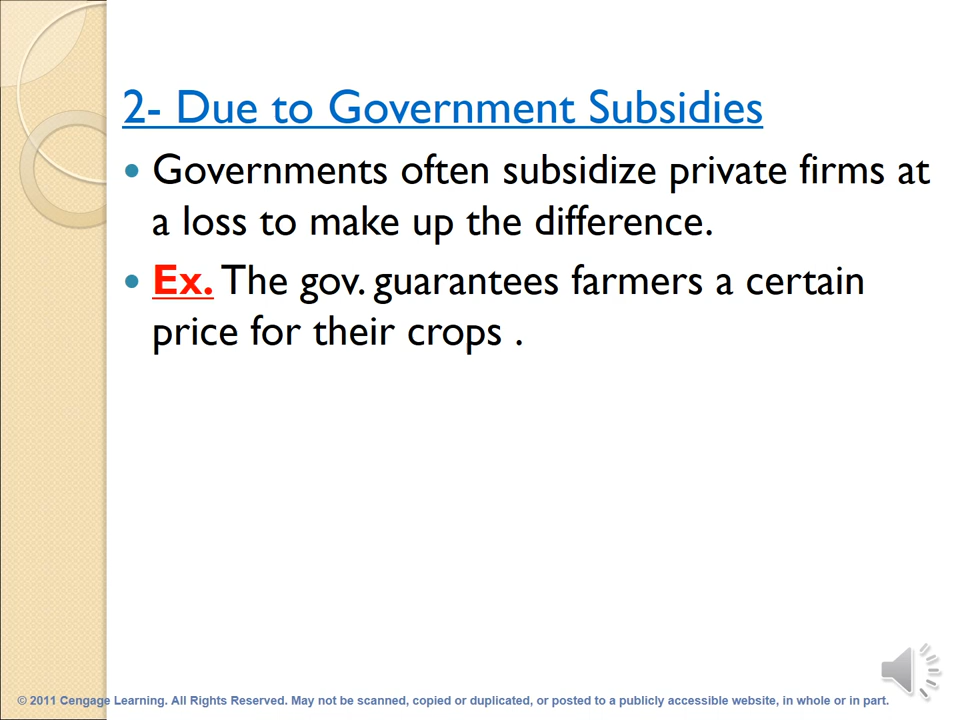 2- Due to Government Subsidies
• Governments often subsidize private firms at
a loss to make up the difference.
• Ex. The gov. guarantees farmers a certain
price for their crops .
© 2011 Cengage Learning. All Rights Reserved. May not be scanned, copied or duplicated, or posted to a publicly accessible website, in whole or in part.